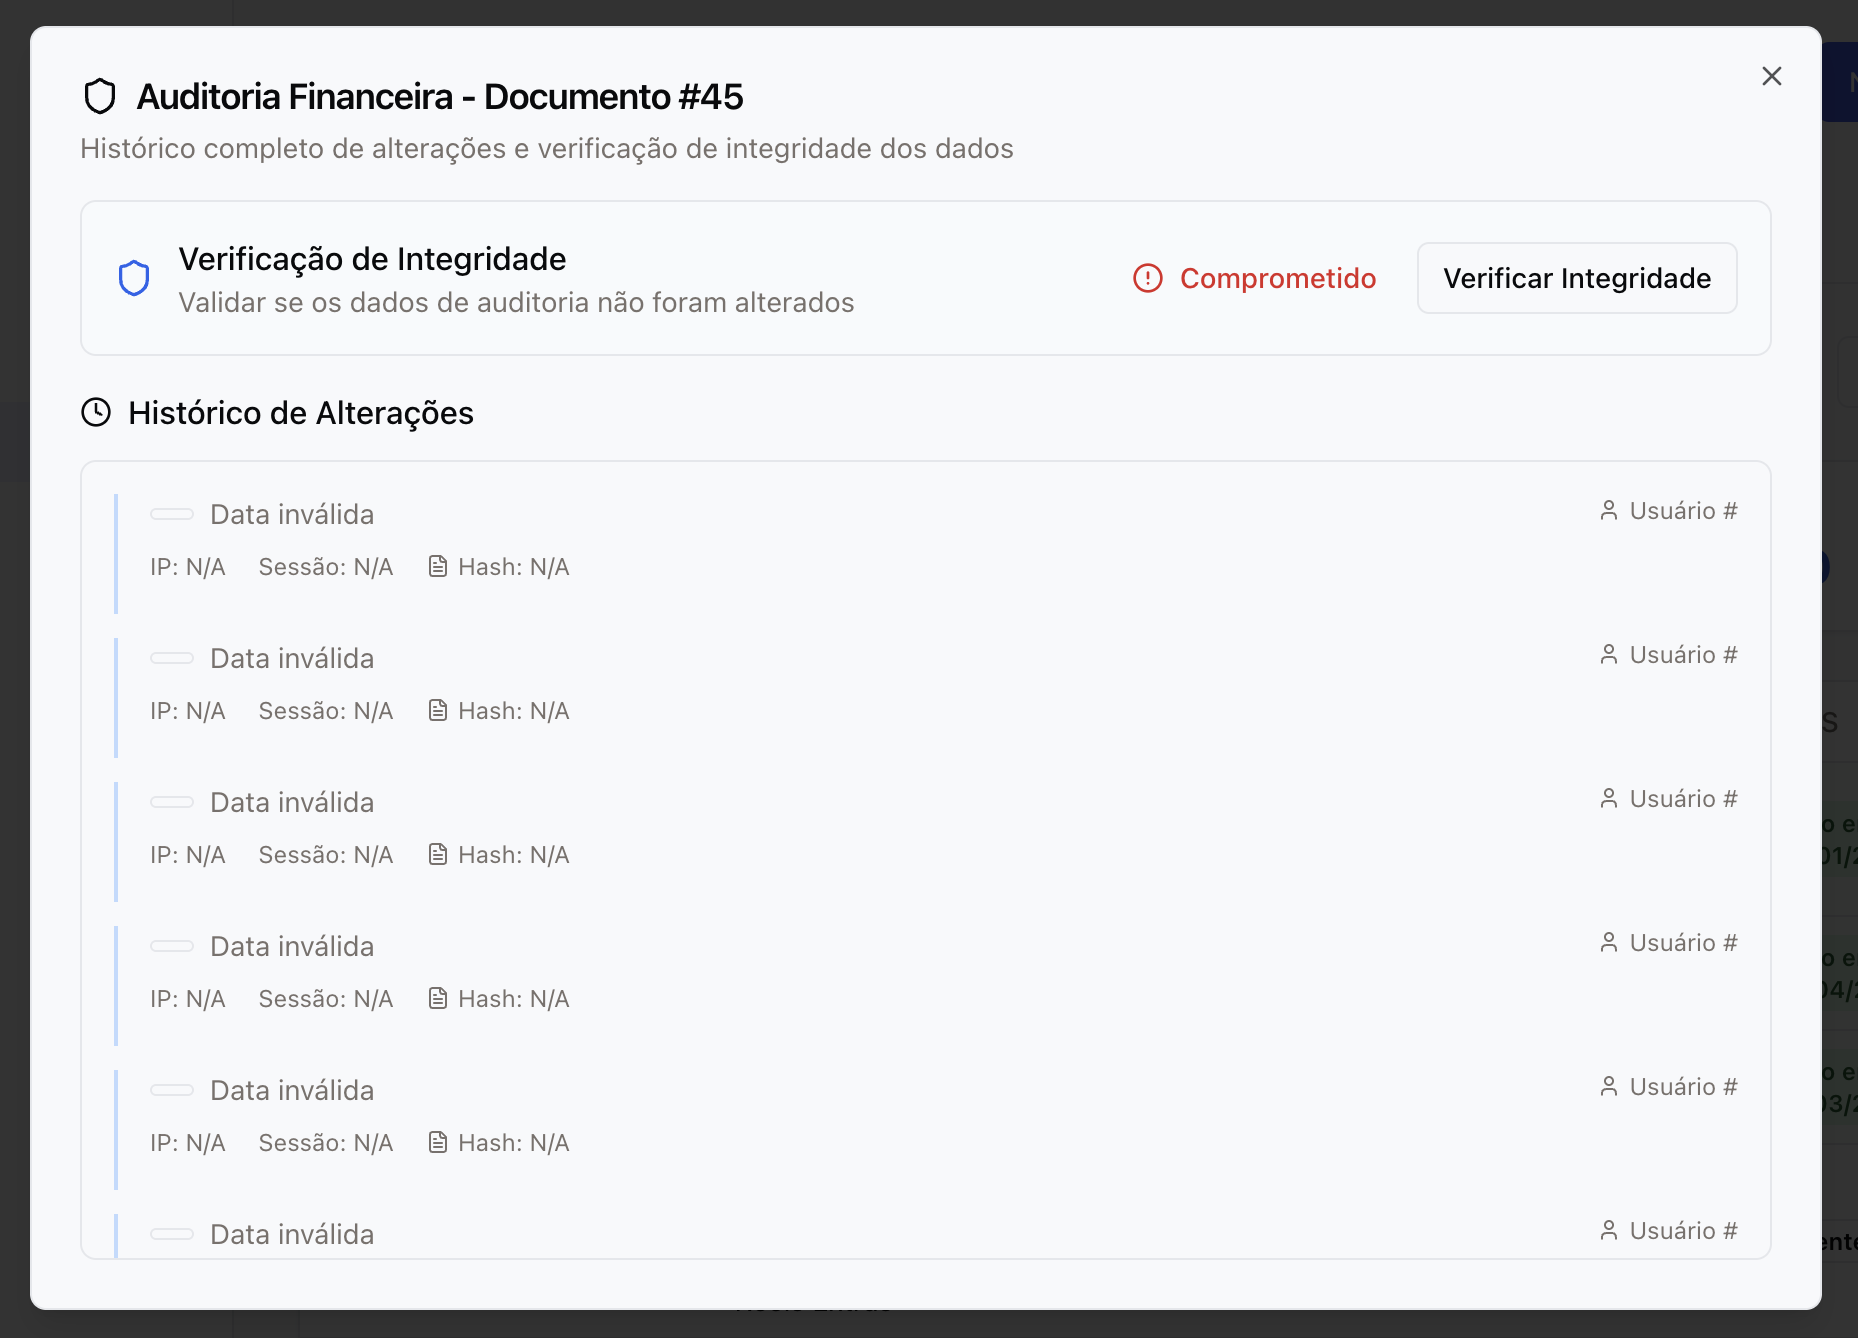 Auditoria Financeira - Documento #45
Histórico completo de alterações e verificação de integridade dos dados
Verificação de Integridade
Validar se os dados de auditoria não foram alterados
Comprometido
Verificar Integridade
Histórico de Alterações
Data inválida
Usuário #
IP: N/A Sessão: N/A Hash: N/A
Data inválida
Usuário #
IP: N/A Sessão: N/A Hash: N/A
Data inválida
Usuário #
IP: N/A Sessão: N/A Hash: N/A
Data inválida
Usuário #
IP: N/A Sessão: N/A Hash: N/A
Data inválida
Usuário #
IP: N/A Sessão: N/A Hash: N/A
Data inválida
Usuário #